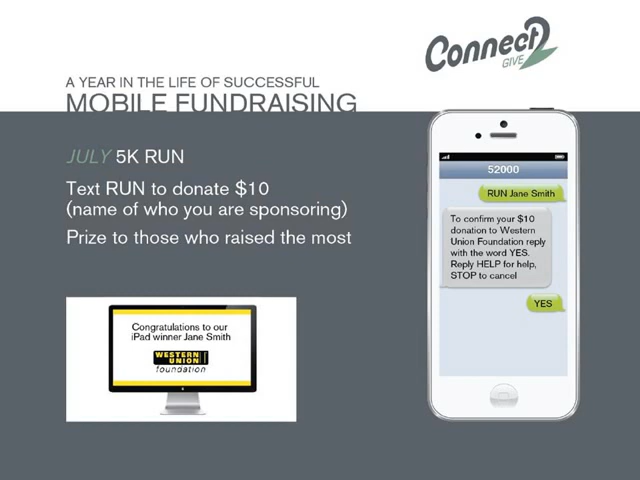 Connect2
GIVE
A YEAR IN THE LIFE OF SUCCESSFUL
MOBILE FUNDRAISING
JULY 5K RUN
Text RUN to donate $10
(name of who you are sponsoring)
Prize to those who raised the most
Congratulations to our
iPad winner Jane Smith
WESTERN
UNION
foundation
52000
RUN Jane Smith
To confirm your $10
donation to Western
Union Foundation reply
with the word YES.
Reply HELP for help,
STOP to cancel
YES